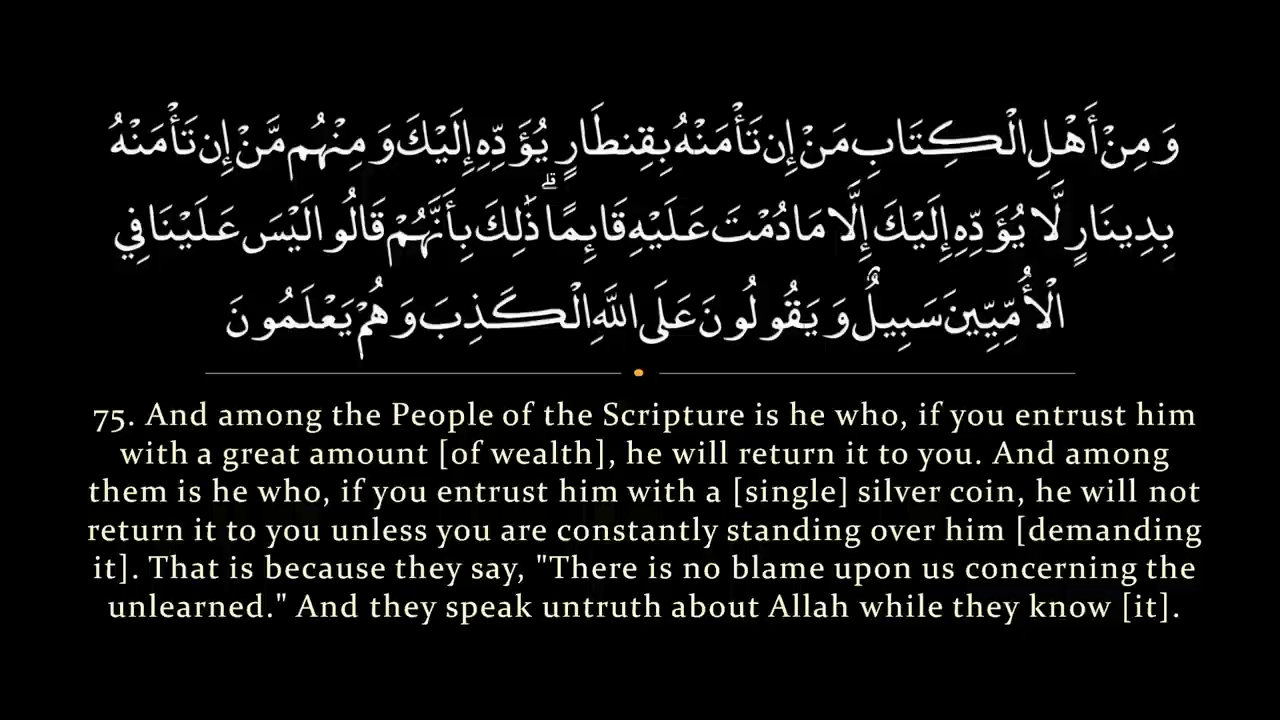 وَمِنْ أَهْلِ الْكِتَابِ مَنْ إِن تَأْمَنْهُ بِقِنطَارٍ يُؤَدِّهِ إِلَيْكَ وَمِنْهُم مَّنْ إِن تَأْمَنْهُ
بِدِينَارٍ لَّا يُؤَدِّهِ إِلَيْكَ إِلَّا مَا دُمْتَ عَلَيْهِ قَائِمًا ۗ ذَٰلِكَ بِأَنَّهُمْ قَالُوا لَيْسَ عَلَيْنَا فِي
الْأُمِّيِّينَ سَبِيلٌ وَيَقُولُونَ عَلَى اللَّهِ الْكَذِبَ وَهُمْ يَعْلَمُونَ
75. And among the People of the Scripture is he who, if you entrust him
with a great amount [of wealth], he will return it to you. And among
them is he who, if you entrust him with a [single] silver coin, he will not
return it to you unless you are constantly standing over him [demanding
it]. That is because they say, "There is no blame upon us concerning the
unlearned." And they speak untruth about Allah while they know [it].